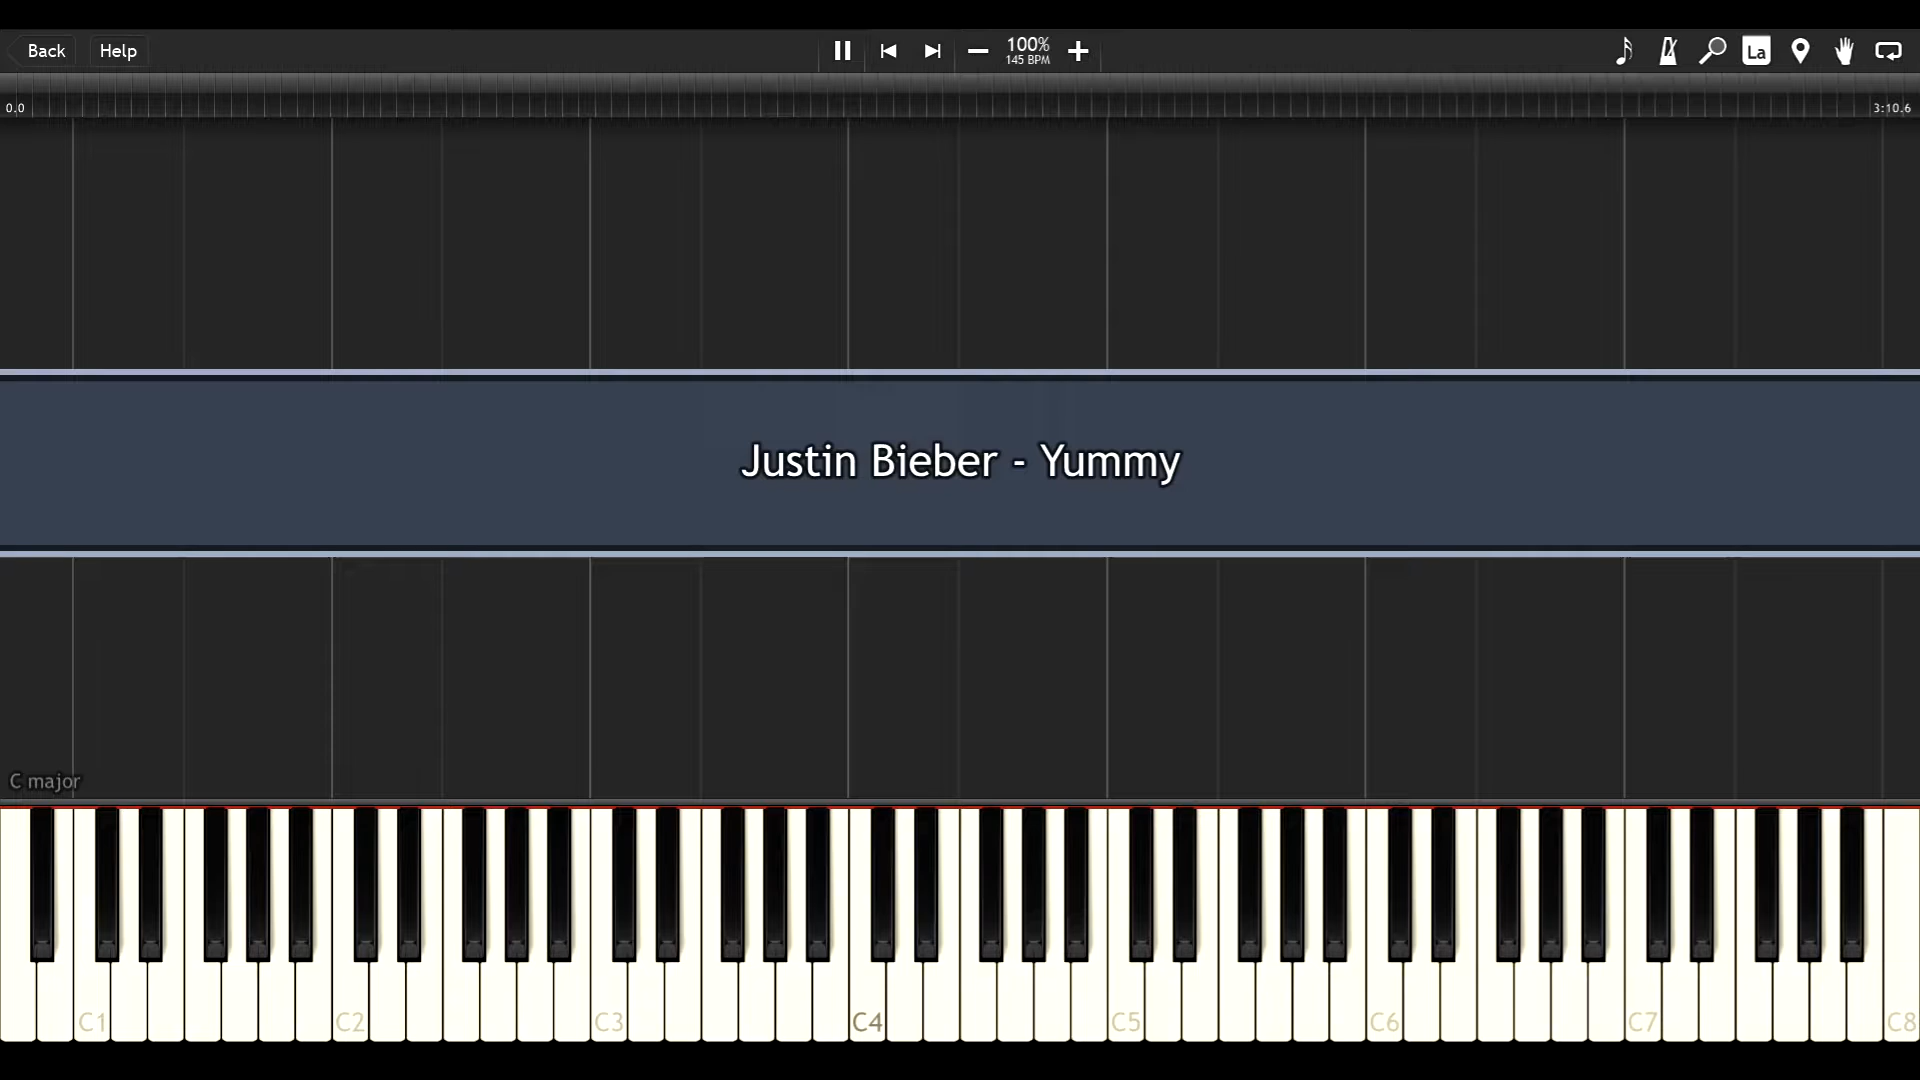 Back Help 100% La
145 BPM
0.0 3:10.6
Justin Bieber - Yummy
C major
C1 C2 C3 C4 C5 C6 C7 C8